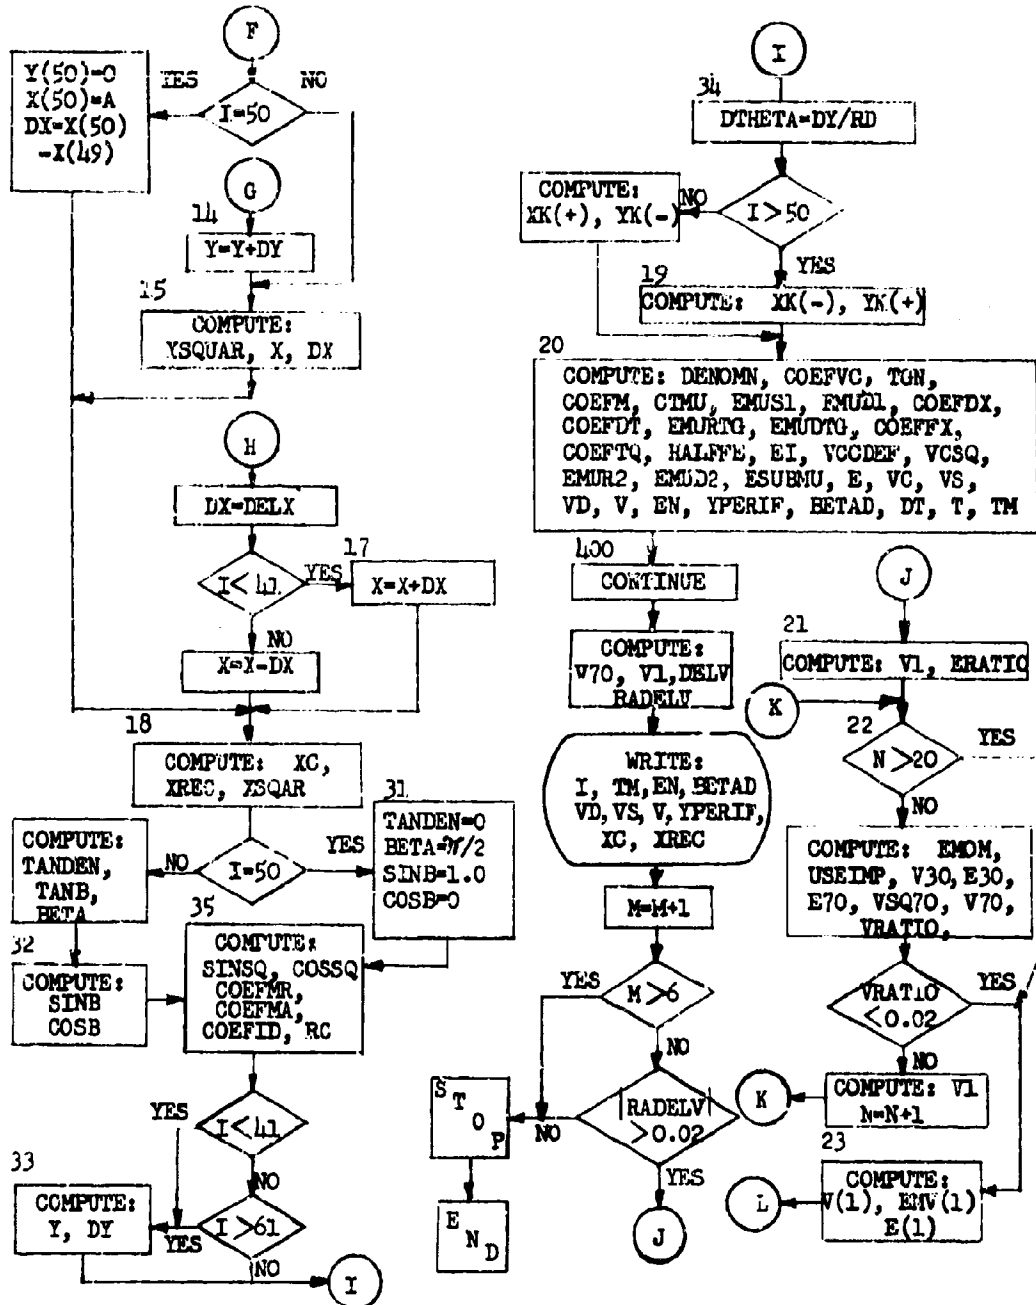 F
Y(50)=0
X(50)=A
DX=X(50)
-X(49)
YES
NO
I=50
G
14
Y=Y+DY
15
COMPUTE:
YSQUAR, X, DX
H
DX=DELX
17
I< 41
YES
X=X+DX
NO
X=X-DX
18
COMPUTE: XC,
XREC, XSQAR
31
COMPUTE:
TANDEN,
TANB,
BETA
NO
I=50
YES
TANDEN=0
BETA=π/2
SINB=1.0
COSB=0
32
COMPUTE:
SINB
COSB
35
COMPUTE:
SINSQ, COSSQ
COEFMR,
COEFMA,
COEFID, RC
YES
I<41
NO
33
COMPUTE:
Y, DY
YES
I >61
NO
I
I
34
DTHETA=DY/RD
COMPUTE:
XK(+), YK(-)
NO
I>50
YES
19
COMPUTE: XK(-), YK(+)
20
COMPUTE: DENOMN, COEFVC, TGN,
COEFM, CTMU, EMUS1, EMUD1, COEFDX,
COEFDT, EMURTG, EMUDTG, COEFFX,
COEFTQ, HALFFE, EI, VCCDEF, VCSQ,
EMUR2, EMUD2, ESUBMU, E, VC, VS,
VD, V, EN, YPERIF, BETAD, DT, T, TM
400
CONTINUE
COMPUTE:
V70, V1,DELV
RADELV
WRITE:
I, TM, EN, BETAD
VD, VS, V, YPERIF,
XC, XREC
M=M+1
YES
M >6
NO
S T O P
NO
|RADELV|
>0.02
YES
E N D
J
J
21
COMPUTE: V1, ERATIO
K
22
N >20
YES
NO
COMPUTE: EMOM,
USEIMP, V30, E30,
E70, VSQ70, V70,
VRATIO,
VRATIO
<0.02
YES
NO
K
COMPUTE: V1
N=N+1
23
L
COMPUTE:
V(1), EMV(1)
E(1)